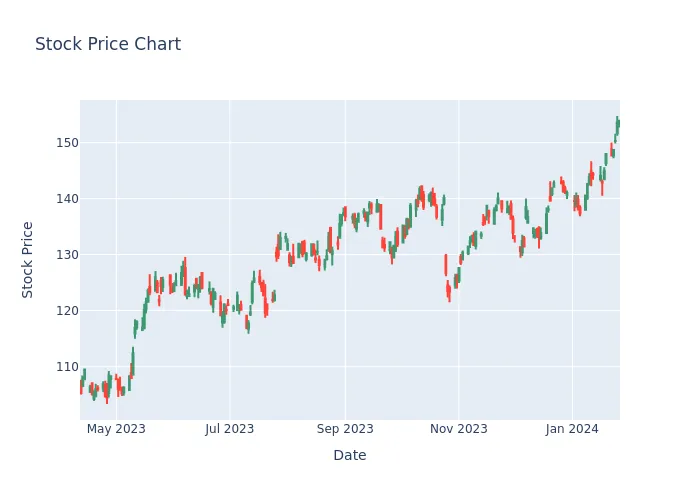 Stock Price Chart
Stock Price
150
140
130
120
110
May 2023
Jul 2023
Sep 2023
Nov 2023
Jan 2024
Date